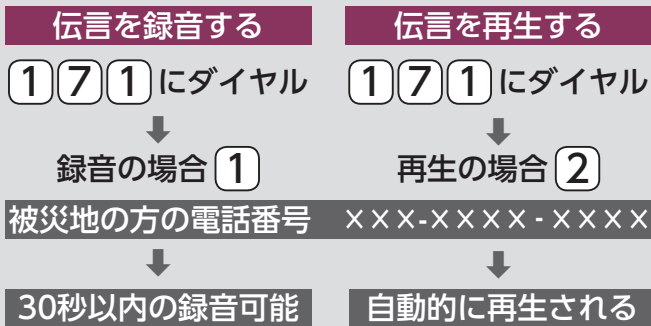 伝言を録音する
171にダイヤル
⬇
録音の場合1
被災地の方の電話番号
⬇
30秒以内の録音可能
伝言を再生する
171にダイヤル
⬇
再生の場合2
×××-××××-××××
⬇
自動的に再生される